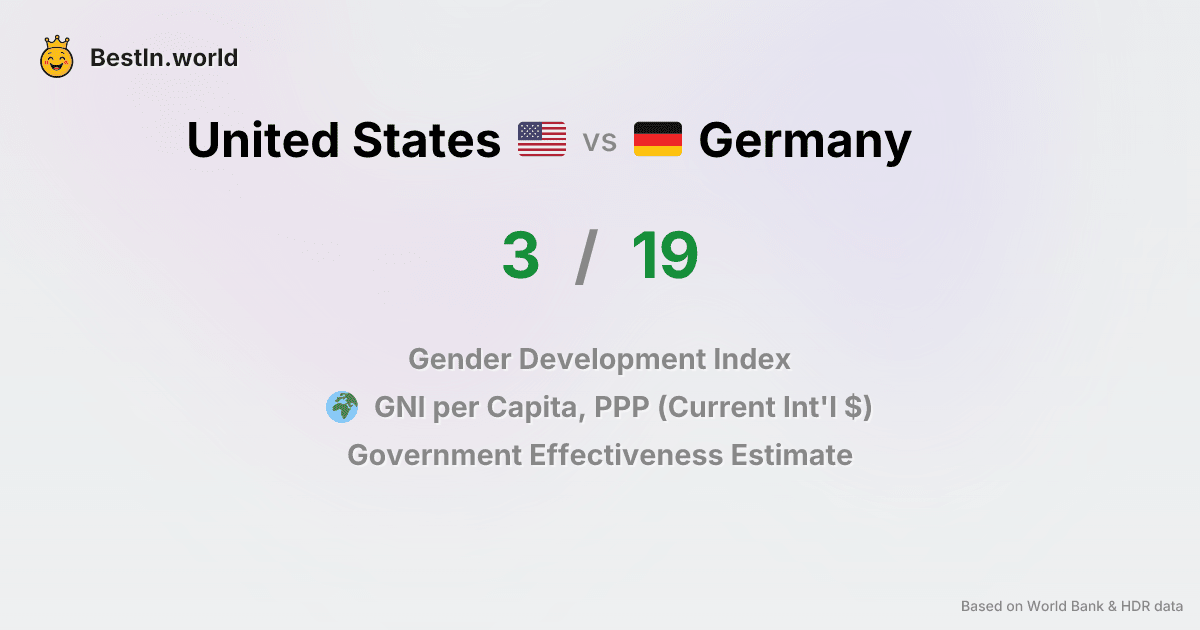 BestIn.world
United States vs Germany
3 / 19
Gender Development Index
GNI per Capita, PPP (Current Int'l $)
Government Effectiveness Estimate
Based on World Bank & HDR data